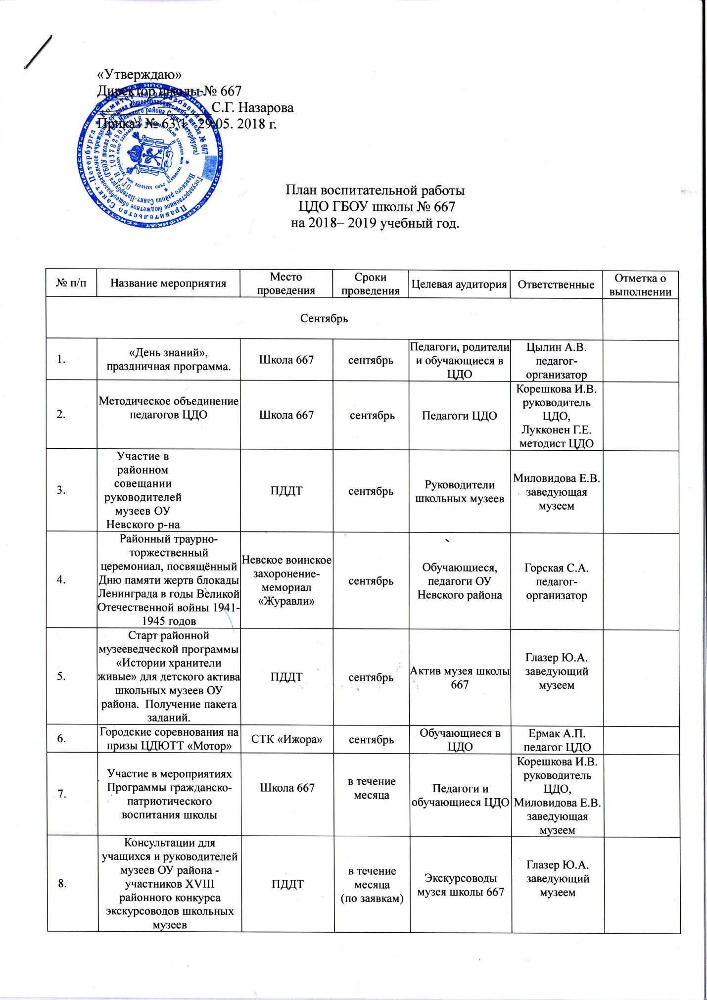 «Утверждаю»
Директор школы № 667
С.Г. Назарова
Приказ № 63\1 29.05. 2018 г.
План воспитательной работы
ЦДО ГБОУ школы № 667
на 2018– 2019 учебный год.
№ п/п
Название мероприятия
Место
проведения
Сроки
проведения
Целевая аудитория
Ответственные
Отметка о
выполнении
Сентябрь
1.
«День знаний»,
праздничная программа.
Школа 667
сентябрь
Педагоги, родители
и обучающиеся в
ЦДО
Цылин А.В.
педагог-
организатор
2.
Методическое объединение
педагогов ЦДО
Школа 667
сентябрь
Педагоги ЦДО
Корешкова И.В.
руководитель
ЦДО,
Лукконен Г.Е.
методист ЦДО
3.
Участие в
районном
совещании
руководителей
музеев ОУ
Невского р-на
ПДДТ
сентябрь
Руководители
школьных музеев
Миловидова Е.В.
заведующая
музеем
4.
Районный траурно-
торжественный
церемониал, посвящённый
Дню памяти жертв блокады
Ленинграда в годы Великой
Отечественной войны 1941-
1945 годов
Невское воинское
захоронение-
мемориал
«Журавли»
сентябрь
Обучающиеся,
педагоги ОУ
Невского района
Горская С.А.
педагог-
организатор
5.
Старт районной
музееведческой программы
«Истории хранители
живые» для детского актива
школьных музеев ОУ
района. Получение пакета
заданий.
ПДДТ
сентябрь
Актив музея школы
667
Глазер Ю.А.
заведующий
музеем
6.
Городские соревнования на
призы ЦДЮТТ «Мотор»
СТК «Ижора»
сентябрь
Обучающиеся в
ЦДО
Ермак А.П.
педагог ЦДО
7.
Участие в мероприятиях
Программы гражданско-
патриотического
воспитания школы
Школа 667
в течение
месяца
Педагоги и
обучающиеся ЦДО
Корешкова И.В.
руководитель
ЦДО,
Миловидова Е.В.
заведующая
музеем
8.
Консультации для
учащихся и руководителей
музеев ОУ района -
участников XVIII
районного конкурса
экскурсоводов школьных
музеев
ПДДТ
в течение
месяца
(по заявкам)
Экскурсоводы
музея школы 667
Глазер Ю.А.
заведующий
музеем